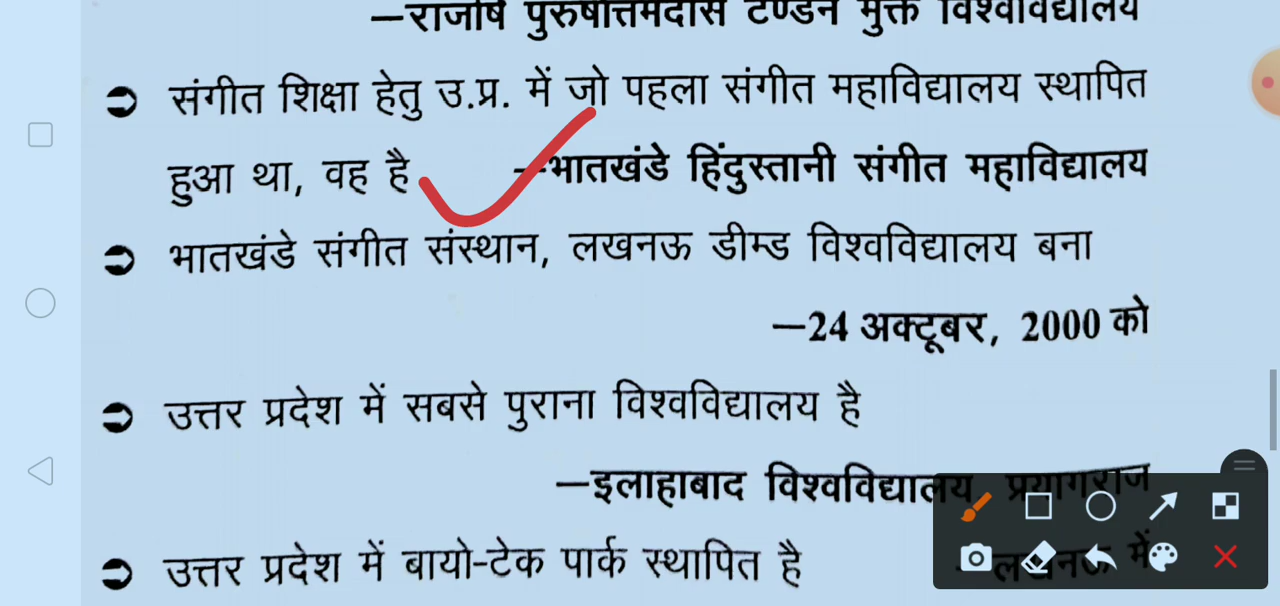 —राजर्षि पुरुषोत्तमदास टण्डन मुक्त विश्वविद्यालय
➲ संगीत शिक्षा हेतु उ.प्र. में जो पहला संगीत महाविद्यालय स्थापित
हुआ था, वह है —भातखंडे हिंदुस्तानी संगीत महाविद्यालय
➲ भातखंडे संगीत संस्थान, लखनऊ डीम्ड विश्वविद्यालय बना
—24 अक्टूबर, 2000 को
➲ उत्तर प्रदेश में सबसे पुराना विश्वविद्यालय है
—इलाहाबाद विश्वविद्यालय प्रयागराज
➲ उत्तर प्रदेश में बायो-टेक पार्क स्थापित है —लखनऊ में